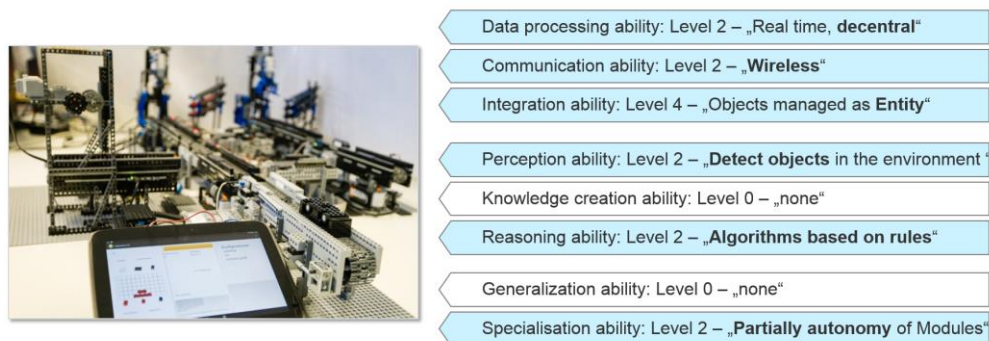 Data processing ability: Level 2 – „Real time, decentral“
Communication ability: Level 2 – „Wireless“
Integration ability: Level 4 – „Objects managed as Entity“
Perception ability: Level 2 – „Detect objects in the environment “
Knowledge creation ability: Level 0 – „none“
Reasoning ability: Level 2 – „Algorithms based on rules“
Generalization ability: Level 0 – „none“
Specialisation ability: Level 2 – „Partially autonomy of Modules“